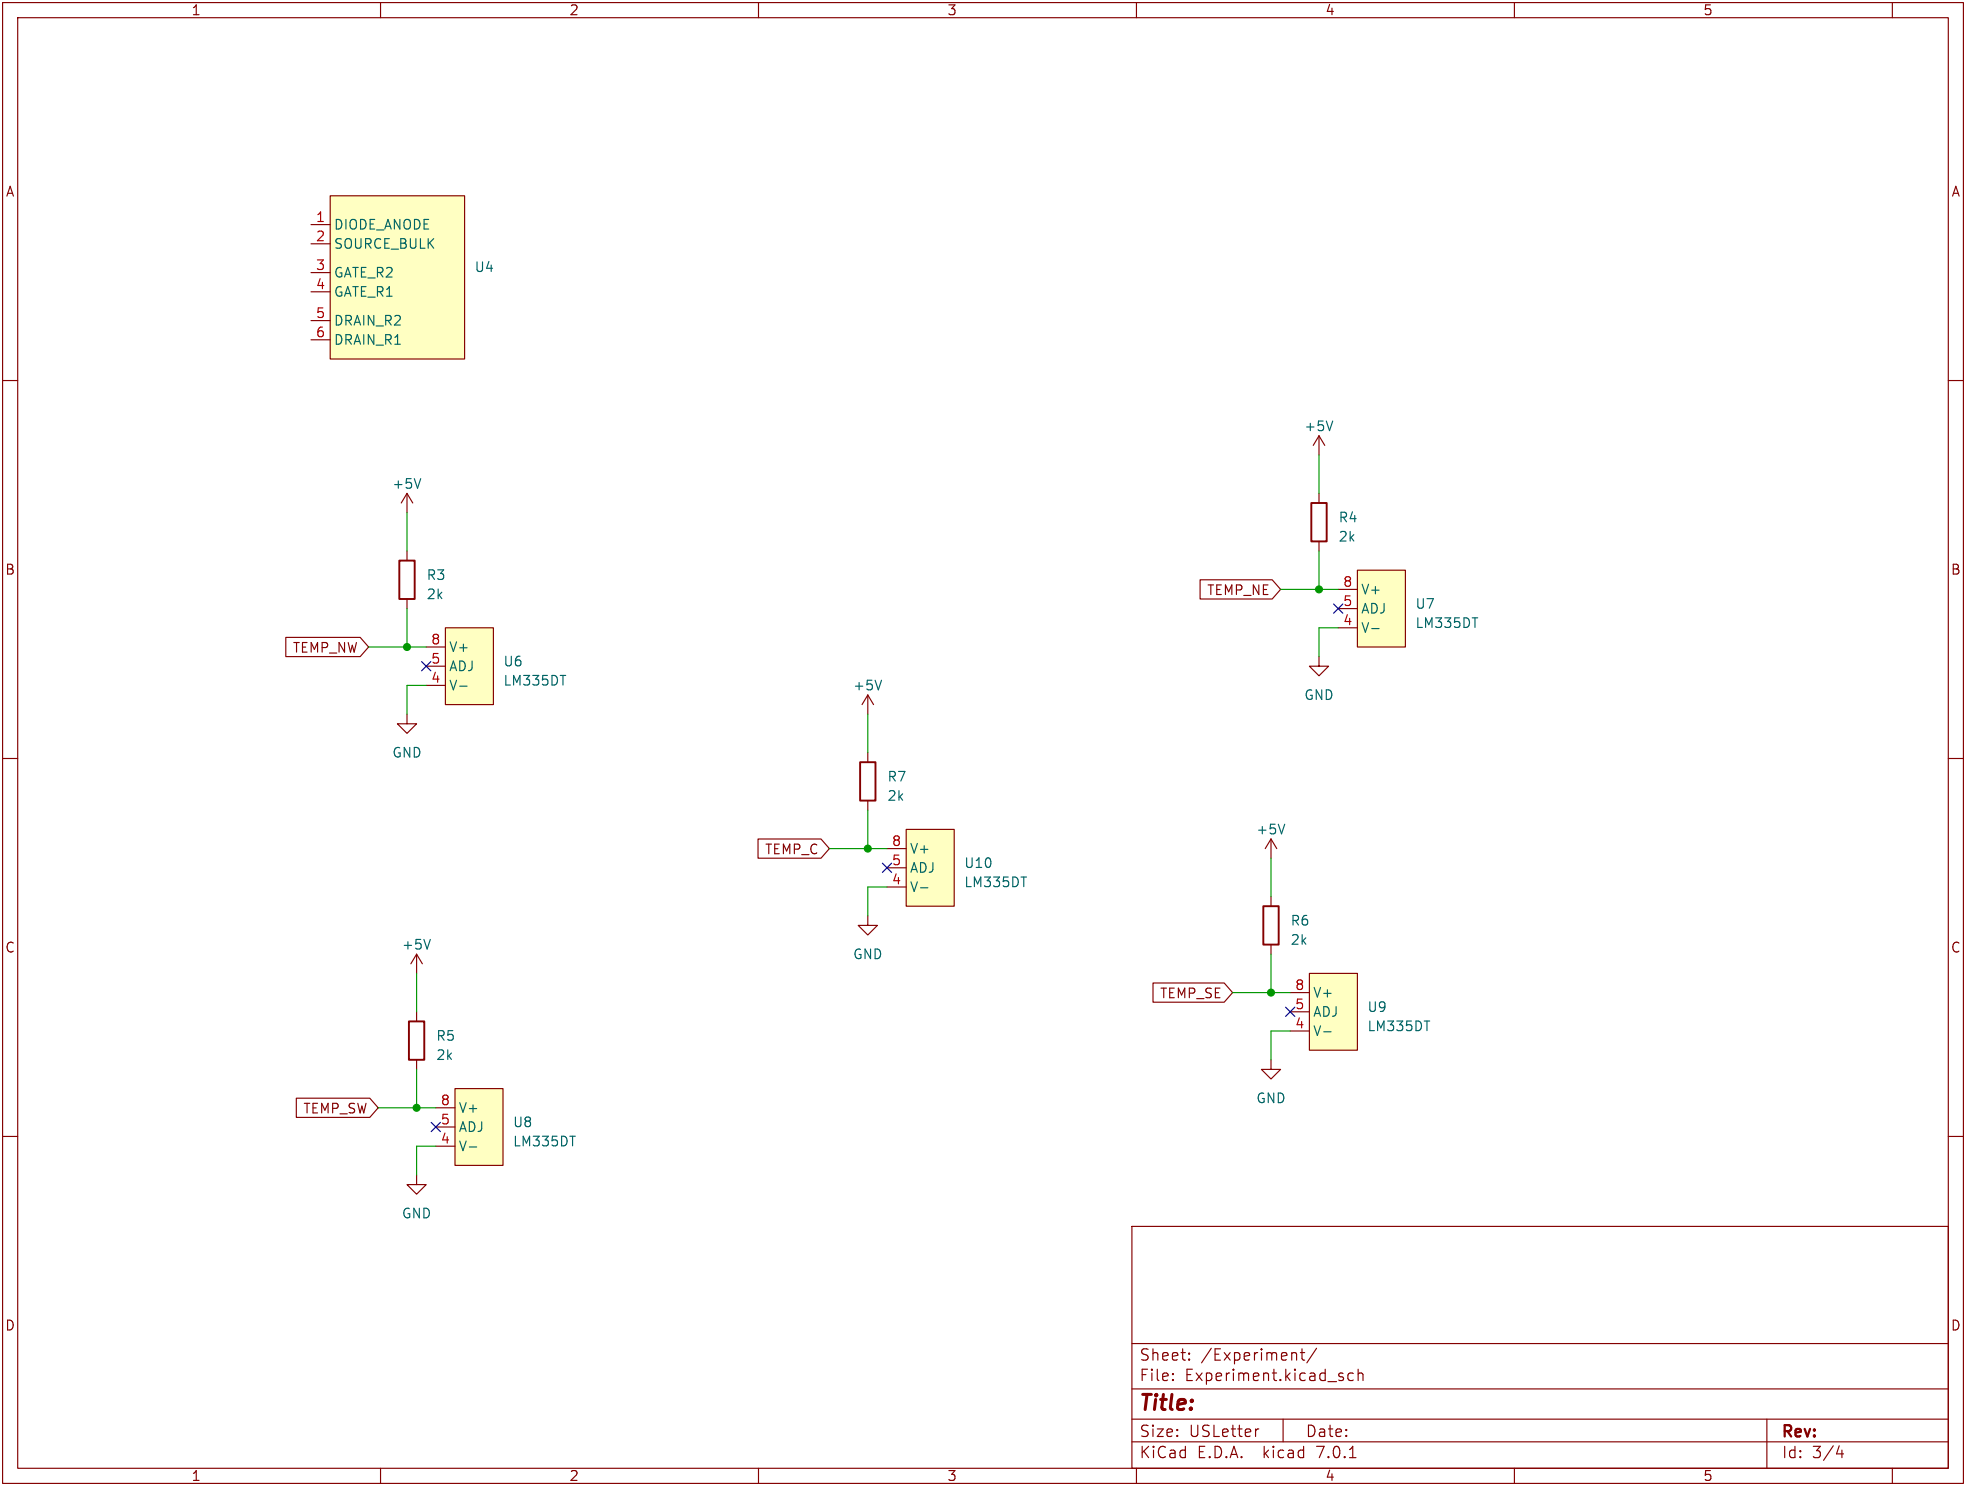 1 2 3 4 5
A A
1 DIODE_ANODE
2 SOURCE_BULK
3 GATE_R2
4 GATE_R1
5 DRAIN_R2
6 DRAIN_R1
U4
+5V
R4
2k
TEMP_NE
8 V+
5 ADJ
4 V-
U7
LM335DT
GND
+5V
R3
2k
TEMP_NW
8 V+
5 ADJ
4 V-
U6
LM335DT
GND
B B
+5V
R7
2k
TEMP_C
8 V+
5 ADJ
4 V-
U10
LM335DT
GND
+5V
R6
2k
TEMP_SE
8 V+
5 ADJ
4 V-
U9
LM335DT
GND
C C
+5V
R5
2k
TEMP_SW
8 V+
5 ADJ
4 V-
U8
LM335DT
GND
D D
Sheet: /Experiment/
File: Experiment.kicad_sch
Title:
Size: USLetter Date: Rev:
KiCad E.D.A. kicad 7.0.1 Id: 3/4
1 2 3 4 5